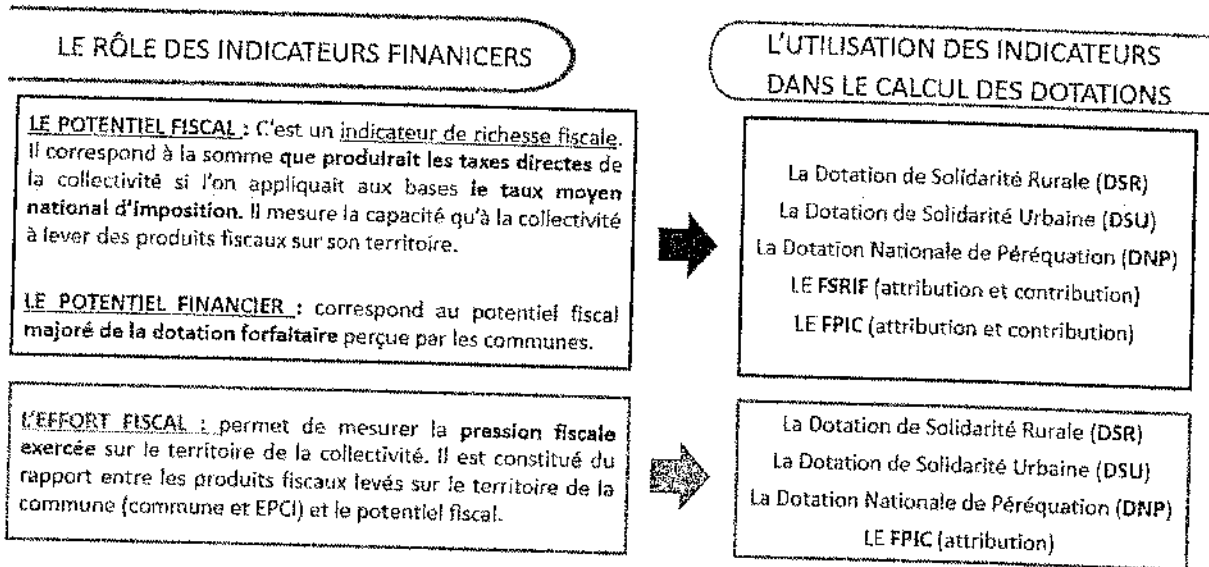 LE RÔLE DES INDICATEURS FINANICERS
LE POTENTIEL FISCAL : C'est un indicateur de richesse fiscale.
Il correspond à la somme que produirait les taxes directes de
la collectivité si l'on appliquait aux bases le taux moyen
national d'imposition. Il mesure la capacité qu'à la collectivité
à lever des produits fiscaux sur son territoire.
LE POTENTIEL FINANCIER : correspond au potentiel fiscal
majoré de la dotation forfaitaire perçue par les communes.
L'EFFORT FISCAL : permet de mesurer la pression fiscale
exercée sur le territoire de la collectivité. Il est constitué du
rapport entre les produits fiscaux levés sur le territoire de la
commune (commune et EPCI) et le potentiel fiscal.
L'UTILISATION DES INDICATEURS
DANS LE CALCUL DES DOTATIONS
La Dotation de Solidarité Rurale (DSR)
La Dotation de Solidarité Urbaine (DSU)
La Dotation Nationale de Péréquation (DNP)
LE FSRIF (attribution et contribution)
LE FPIC (attribution et contribution)
La Dotation de Solidarité Rurale (DSR)
La Dotation de Solidarité Urbaine (DSU)
La Dotation Nationale de Péréquation (DNP)
LE FPIC (attribution)